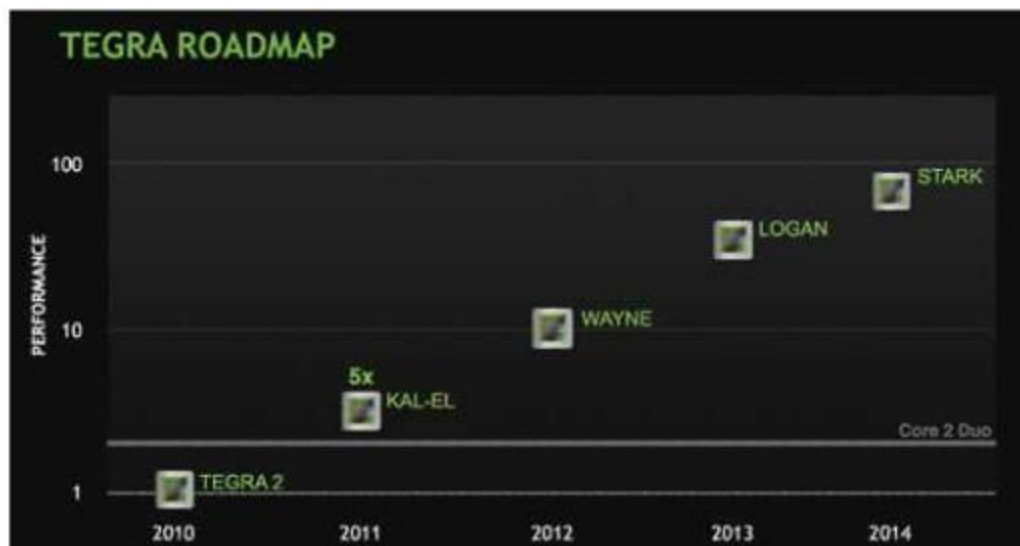 TEGRA ROADMAP
100
STARK
LOGAN
PERFORMANCE
10
WAYNE
5x
KAL-EL
Core 2 Duo
1
TEGRA 2
2010 2011 2012 2013 2014